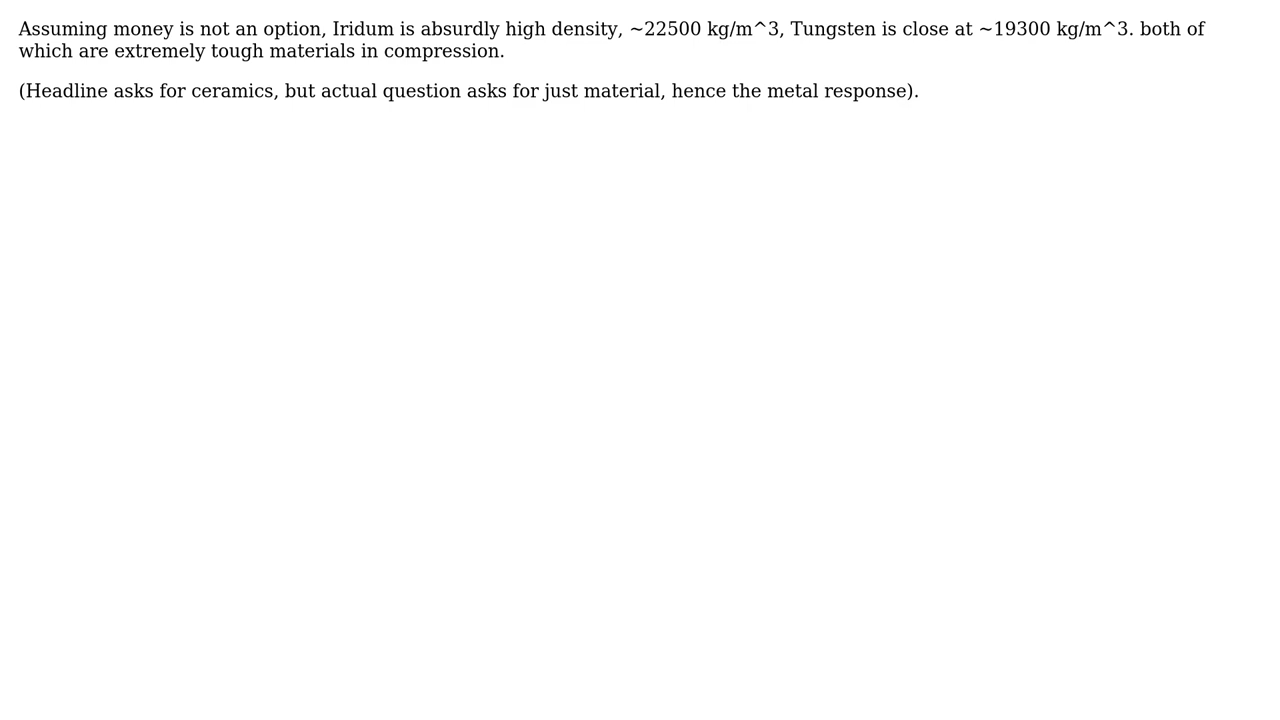 Assuming money is not an option, Iridum is absurdly high density, ~22500 kg/m^3, Tungsten is close at ~19300 kg/m^3. both of
which are extremely tough materials in compression.
(Headline asks for ceramics, but actual question asks for just material, hence the metal response).